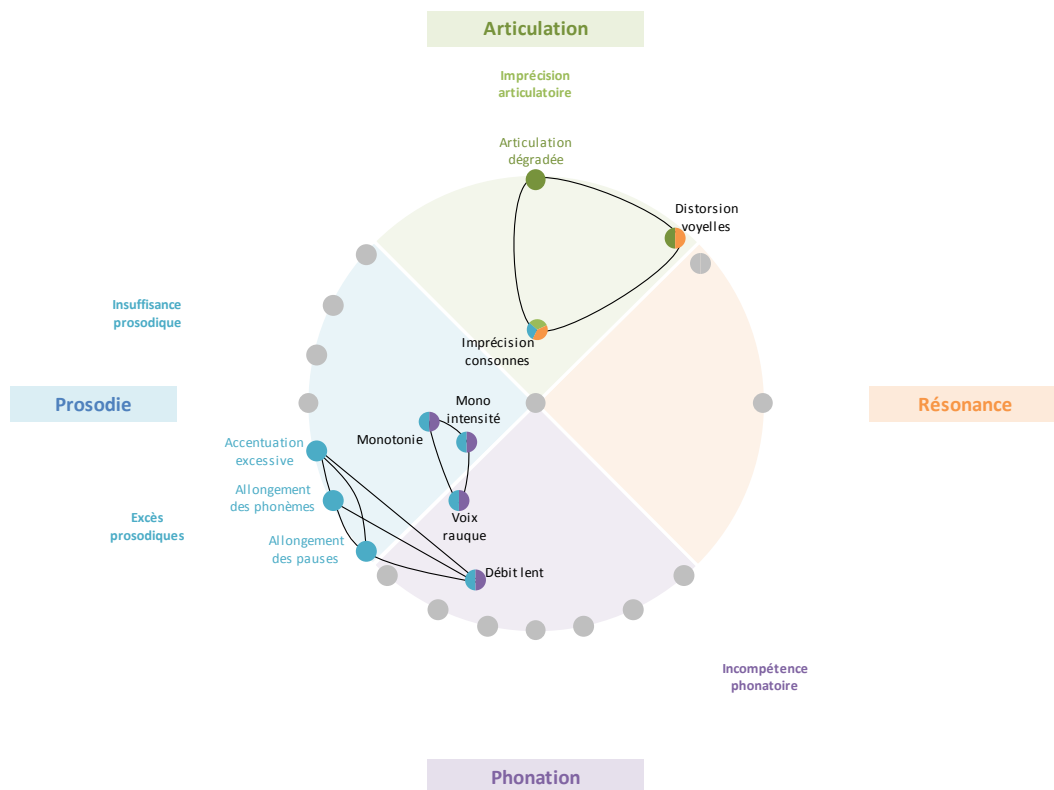 Articulation
Imprécision
articulatoire
Articulation
dégradée
Distorsion
voyelles
Insuffisance
prosodique
Imprécision
consonnes
Prosodie
Résonance
Mono
intensité
Monotonie
Accentuation
excessive
Allongement
des phonèmes
Excès
prosodiques
Voix
rauque
Allongement
des pauses
Débit lent
Incompétence
phonatoire
Phonation